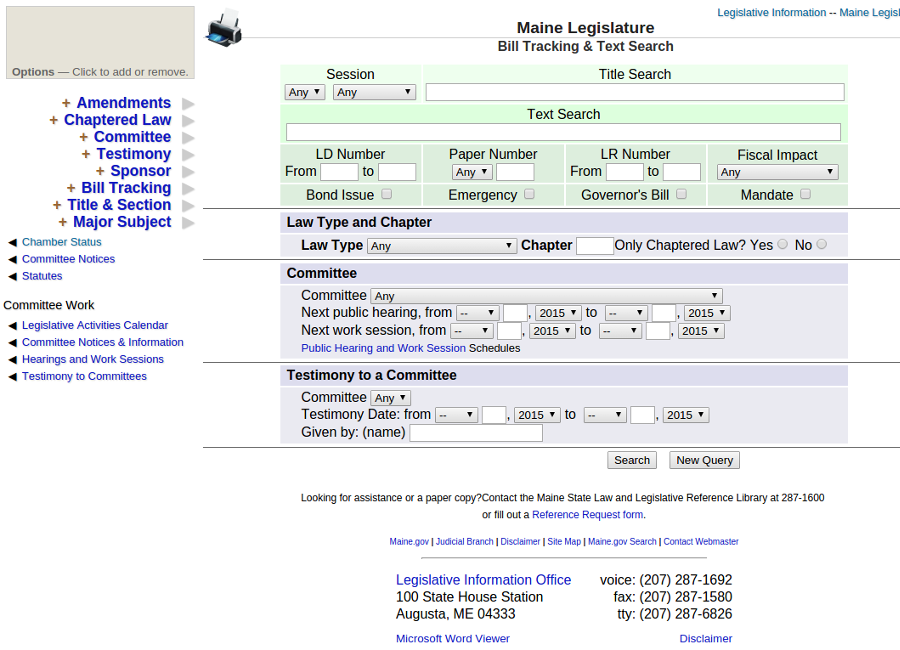 Legislative Information -- Maine Legisl
Maine Legislature
Bill Tracking & Text Search
Options — Click to add or remove.
+ Amendments
+ Chaptered Law
+ Committee
+ Testimony
+ Sponsor
+ Bill Tracking
+ Title & Section
+ Major Subject
Chamber Status
Committee Notices
Statutes
Committee Work
Legislative Activities Calendar
Committee Notices & Information
Hearings and Work Sessions
Testimony to Committees
Session Title Search
Any Any
Text Search
LD Number Paper Number LR Number Fiscal Impact
From to Any From to Any
Bond Issue Emergency Governor's Bill Mandate
Law Type and Chapter
Law Type Any Chapter Only Chaptered Law? Yes No
Committee
Committee Any
Next public hearing, from -- , 2015 to -- , 2015
Next work session, from -- , 2015 to -- , 2015
Public Hearing and Work Session Schedules
Testimony to a Committee
Committee Any
Testimony Date: from -- , 2015 to -- , 2015
Given by: (name)
Search New Query
Looking for assistance or a paper copy?Contact the Maine State Law and Legislative Reference Library at 287-1600
or fill out a Reference Request form.
Maine.gov | Judicial Branch | Disclaimer | Site Map | Maine.gov Search | Contact Webmaster
Legislative Information Office voice: (207) 287-1692
100 State House Station fax: (207) 287-1580
Augusta, ME 04333 tty: (207) 287-6826
Microsoft Word Viewer Disclaimer